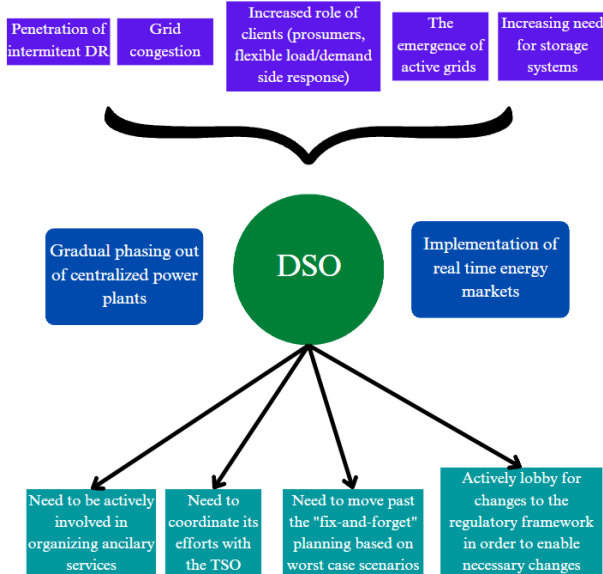 Penetration of
intermitent DR
Grid
congestion
Increased role of
clients (prosumers,
flexible load/demand
side response)
The
emergence of
active grids
Increasing need
for storage
systems
Gradual phasing out
of centralized power
plants
DSO
Implementation of
real time energy
markets
Need to be actively
involved in
organizing ancilary
services
Need to
coordinate its
efforts with
the TSO
Need to move past
the "fix-and-forget"
planning based on
worst case scenarios
Actively lobby for
changes to the
regulatory framework
in order to enable
necessary changes